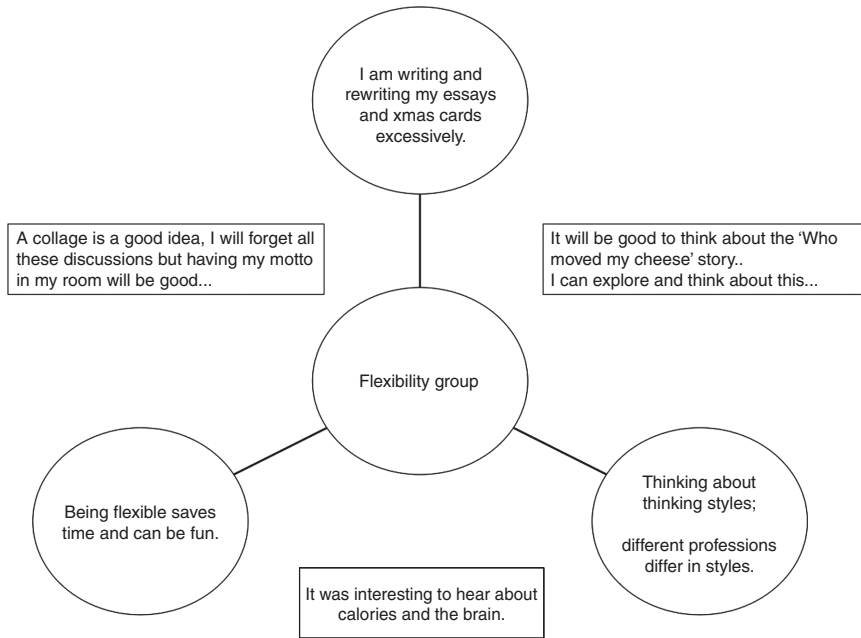 I am writing and
rewriting my essays
and xmas cards
excessively.
A collage is a good idea, I will forget all
these discussions but having my motto
in my room will be good...
It will be good to think about the ‘Who
moved my cheese’ story..
I can explore and think about this...
Flexibility group
Being flexible saves
time and can be fun.
Thinking about
thinking styles;
different professions
differ in styles.
It was interesting to hear about
calories and the brain.